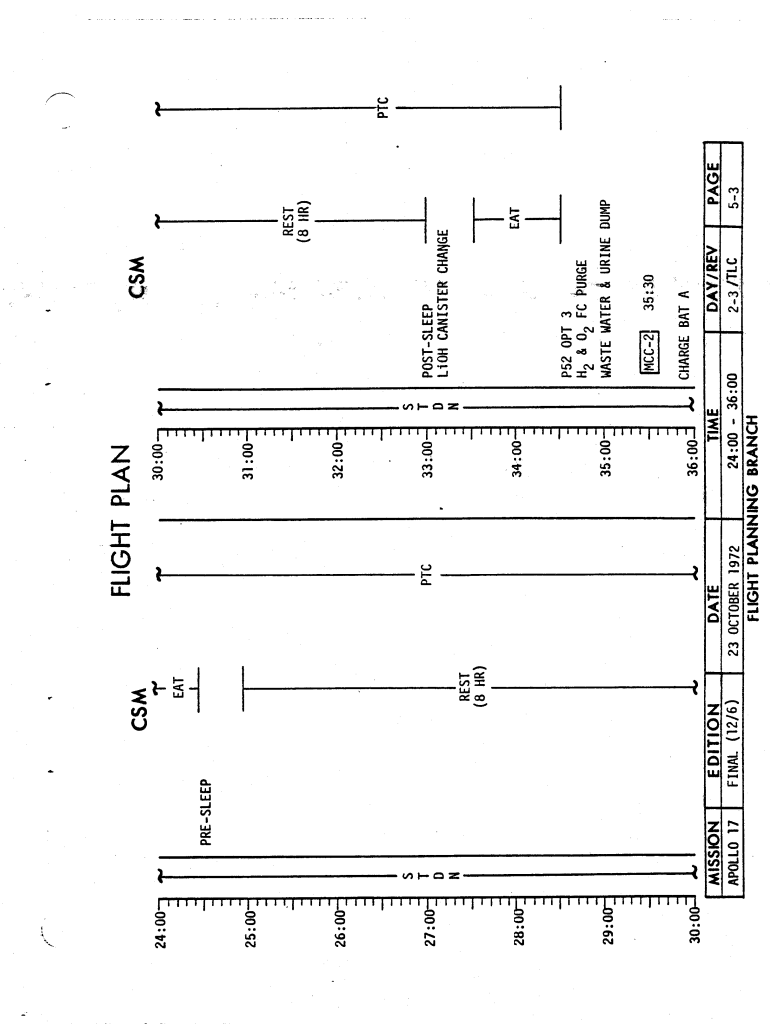 FLIGHT PLAN
CSM
EAT
PRE-SLEEP
REST
(8 HR)
PTC
STDN
24:00
25:00
26:00
27:00
28:00
29:00
30:00
CSM
REST
(8 HR)
PTC
POST-SLEEP
LiOH CANISTER CHANGE
EAT
P52 OPT 3
H2 & O2 FC PURGE
WASTE WATER & URINE DUMP
MCC-2 35:30
CHARGE BAT A
STDN
30:00
31:00
32:00
33:00
34:00
35:00
36:00
MISSION EDITION DATE TIME DAY/REV PAGE
APOLLO 17 FINAL (12/6) 23 OCTOBER 1972 24:00 - 36:00 2-3/TLC 5-3
FLIGHT PLANNING BRANCH